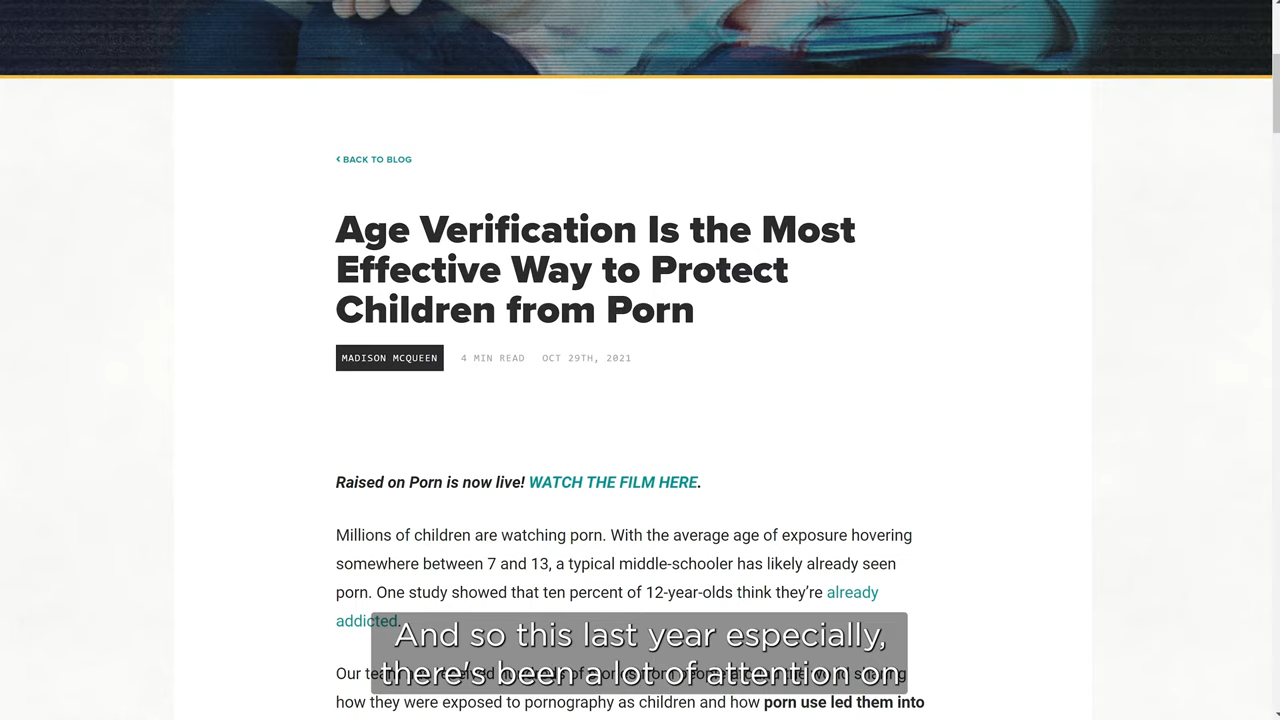 ‹ BACK TO BLOG
Age Verification Is the Most
Effective Way to Protect
Children from Porn
MADISON MCQUEEN 4 MIN READ OCT 29TH, 2021
Raised on Porn is now live! WATCH THE FILM HERE.
Millions of children are watching porn. With the average age of exposure hovering
somewhere between 7 and 13, a typical middle-schooler has likely already seen
porn. One study showed that ten percent of 12-year-olds think they're already
addicted.
And so this last year especially,
there's been a lot of attention on
Our
how they were exposed to pornography as children and how porn use led them into